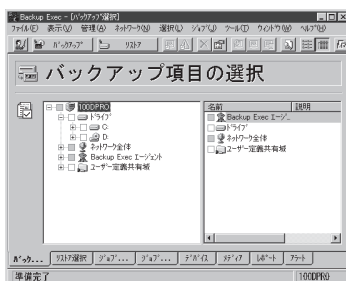 Backup Exec - [バックアップ選択]
ファイル(F) 表示(V) 管理(A) ネットワーク(N) 選択(L) ジョブ(J) ツール(T) ウィンドウ(W) ヘルプ(H)
バックアップ リストア
バックアップ項目の選択
100DPRO
ドライブ
C:
D:
ネットワーク全体
Backup Exec エージェント
ユーザー定義共有域
名前 説明
Backup Exec エージ...
ドライブ
ネットワーク全体
ユーザー定義共有域
バック... リストア選択 ジョブ... ジョブ... デバイス メディア レポート アラート
準備完了 100DPRO